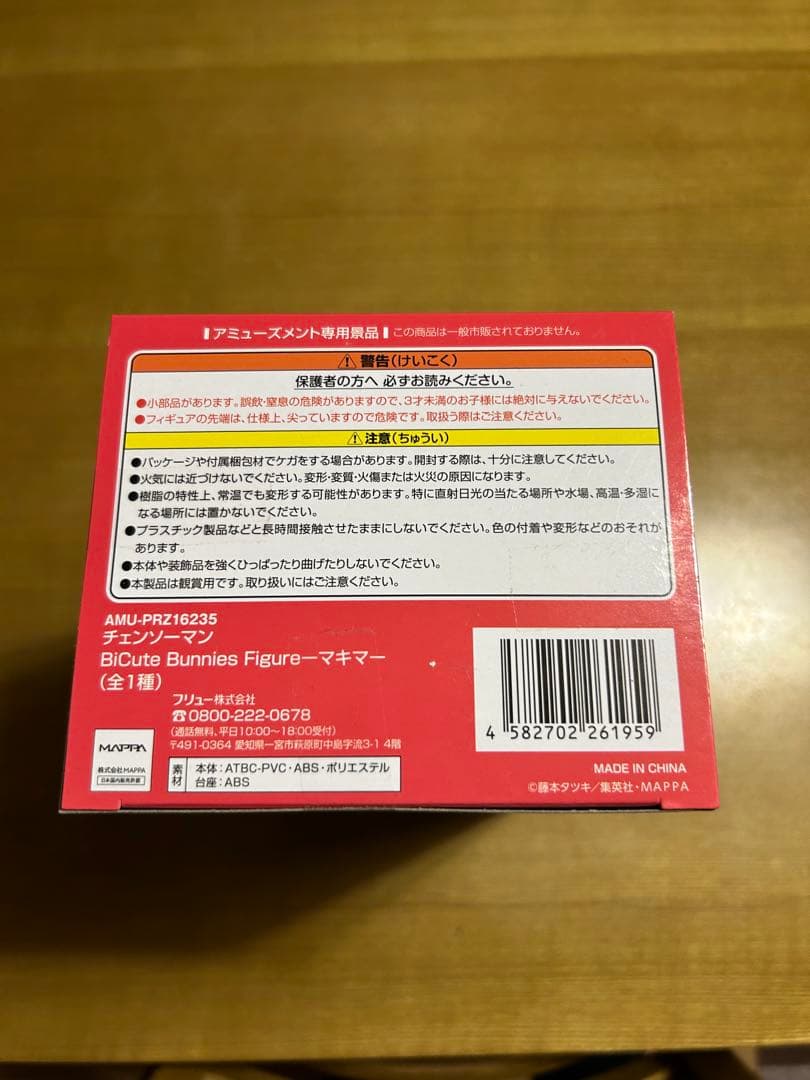 アミューズメント専用景品 この商品は一般市販されておりません。
⚠警告(けいこく)
保護者の方へ 必ずお読みください。
●小部品があります。誤飲・窒息の危険がありますので、3才未満のお子様には絶対に与えないでください。
●フィギュアの先端は、仕様上、尖っていますので危険です。取扱う際はご注意ください。
⚠注意(ちゅうい)
●パッケージや付属梱包材でケガをする場合があります。開封する際は、十分に注意してください。
●火気には近づけないでください。変形・変質・火傷または火災の原因になります。
●樹脂の特性上、常温でも変形する可能性があります。特に直射日光の当たる場所や水場、高温・多湿に
なる場所には置かないでください。
●プラスチック製品などと長時間接触させたままにしないでください。色の付着や変形などのおそれが
あります。
●本体や装飾品を強くひっぱったり曲げたりしないでください。
●本製品は観賞用です。取り扱いにはご注意ください。
AMU-PRZ16235
チェンソーマン
BiCute Bunnies Figureーマキマー
(全1種)
フリュー株式会社
☎0800-222-0678
(通話無料、平日10:00〜18:00受付)
〒491-0364 愛知県一宮市萩原町中島字流3-1 4階
MAPPA
株式会社MAPPA
日本国内販売許諾
素材 本体:ATBC-PVC・ABS・ポリエステル
台座:ABS
4 582702 261959
MADE IN CHINA
©藤本タツキ/集英社・MAPPA